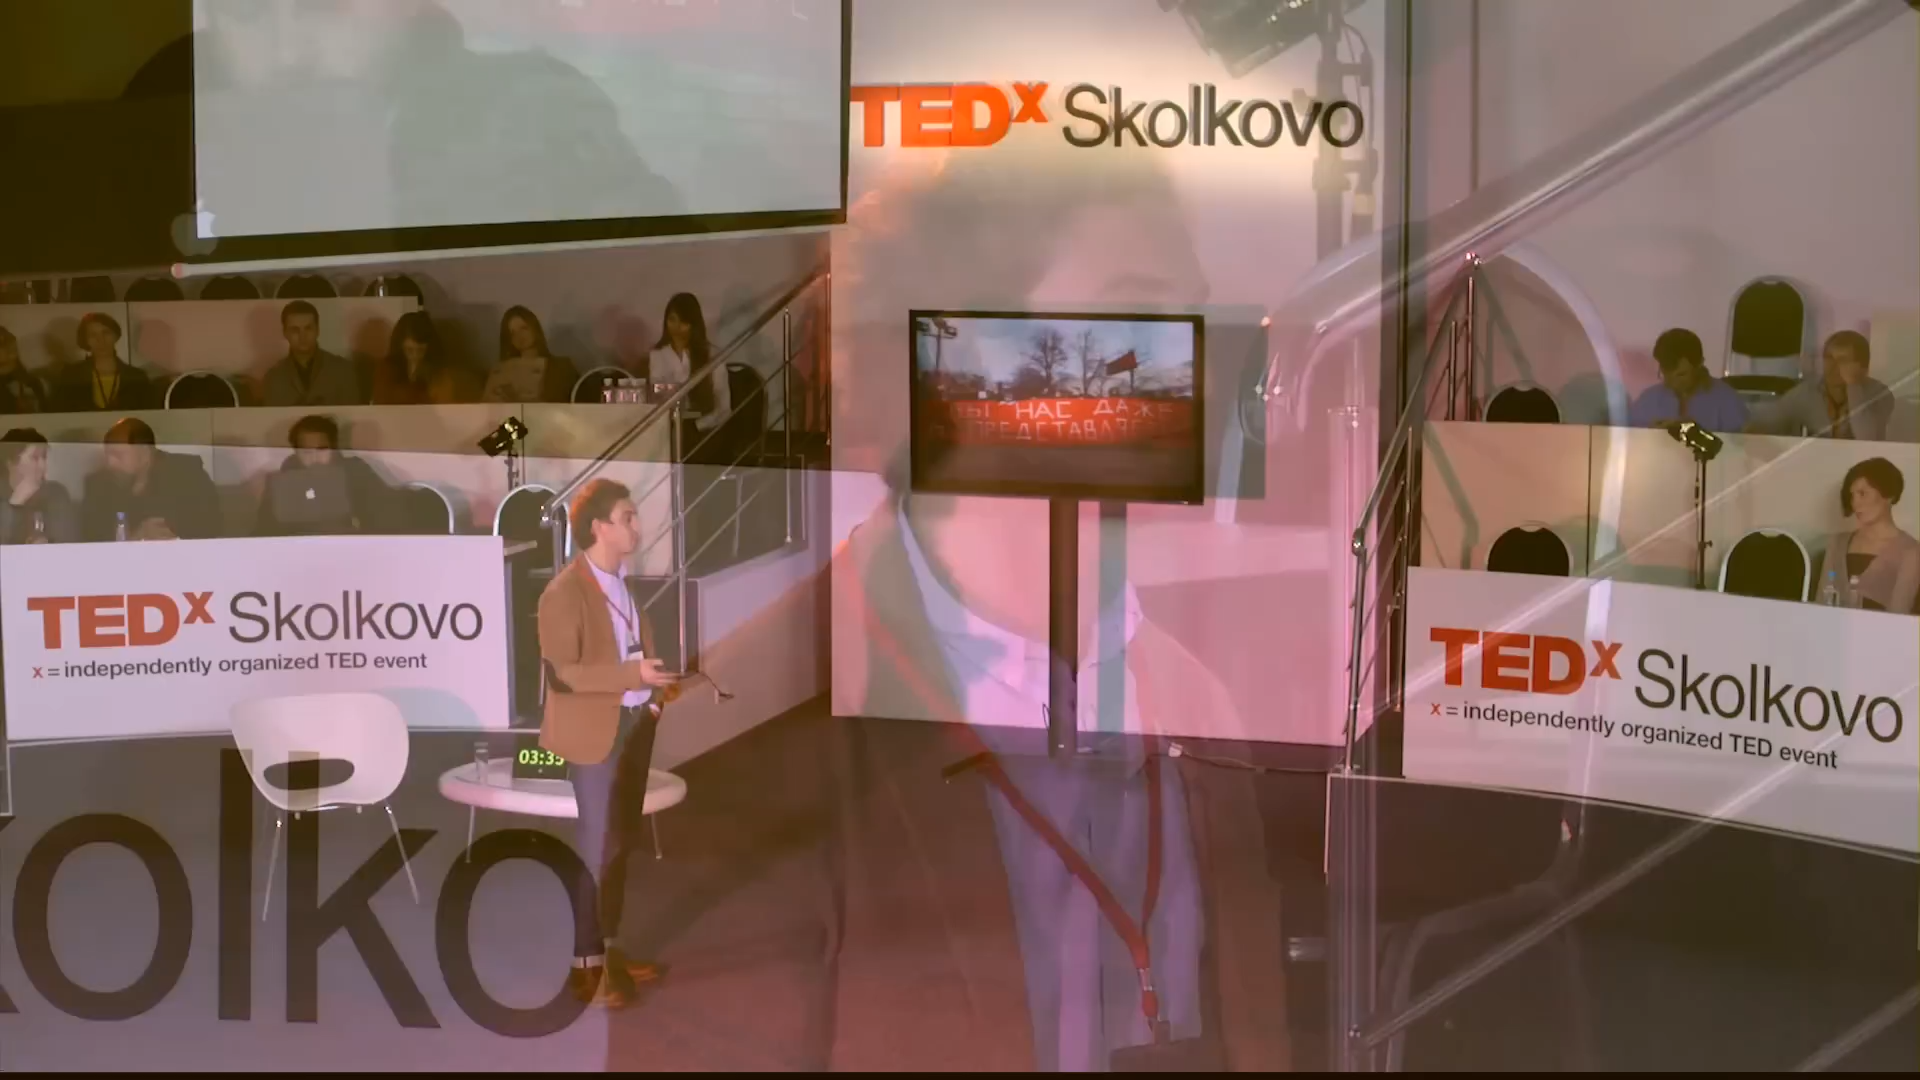 TEDx Skolkovo
НАС ДАЖЕ
ПРЕДСТАВЛЯ
TEDx Skolkovo
x = independently organized TED event
03:35
TEDx Skolkovo
x = independently organized TED event
olko